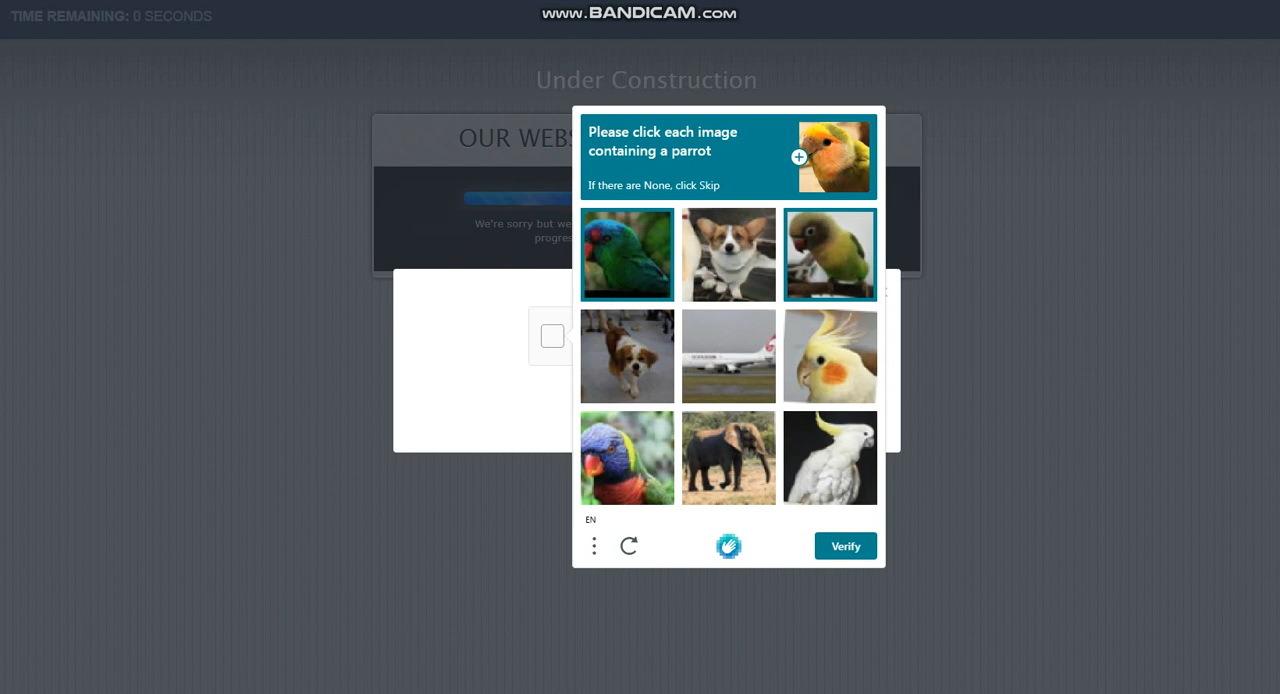 TIME REMAINING: 0 SECONDS
www.BANDICAM.com
Under Construction
OUR WEBS
Please click each image
containing a parrot
If there are None, click Skip
We're sorry but we
progres
EN
Verify